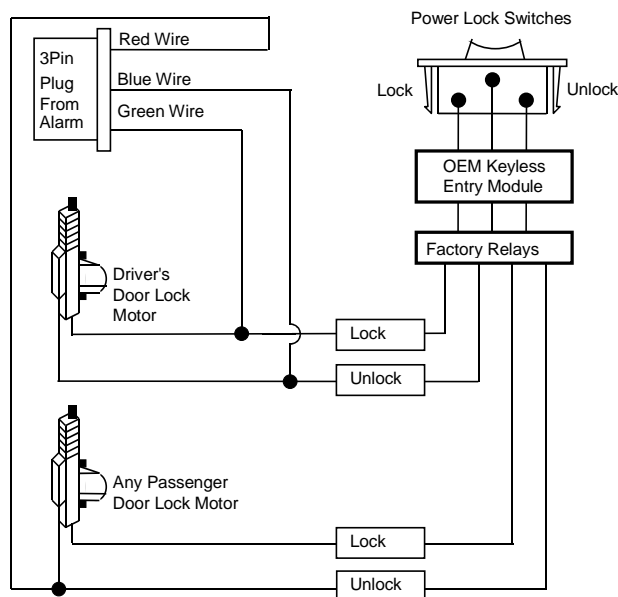 Power Lock Switches
Red Wire
3Pin
Plug
From
Alarm
Blue Wire
Green Wire
Lock
Unlock
OEM Keyless
Entry Module
Factory Relays
Driver's
Door Lock
Motor
Lock
Unlock
Any Passenger
Door Lock Motor
Lock
Unlock